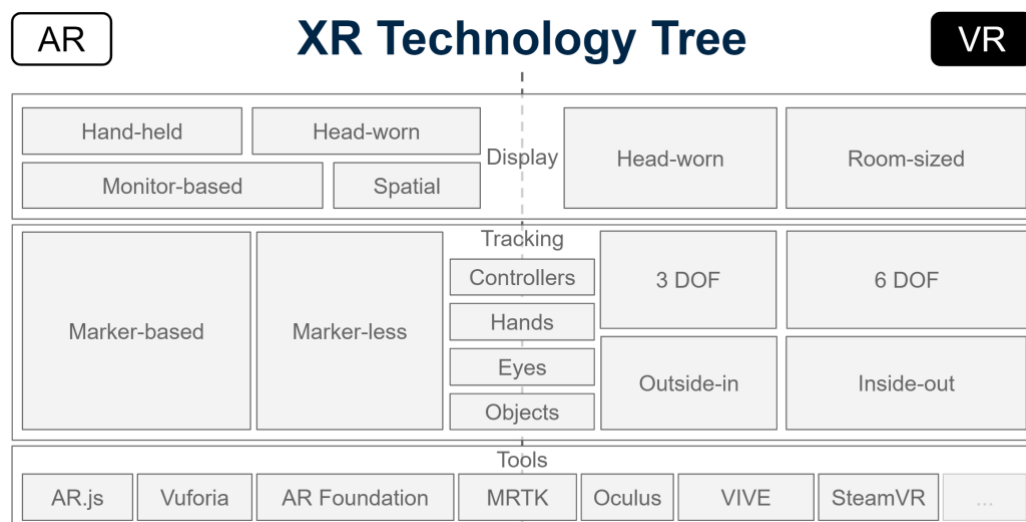 AR
XR Technology Tree
VR
Hand-held
Head-worn
Monitor-based
Spatial
Display
Head-worn
Room-sized
Tracking
Marker-based
Marker-less
Controllers
Hands
Eyes
Objects
3 DOF
6 DOF
Outside-in
Inside-out
Tools
AR.js
Vuforia
AR Foundation
MRTK
Oculus
VIVE
SteamVR
...